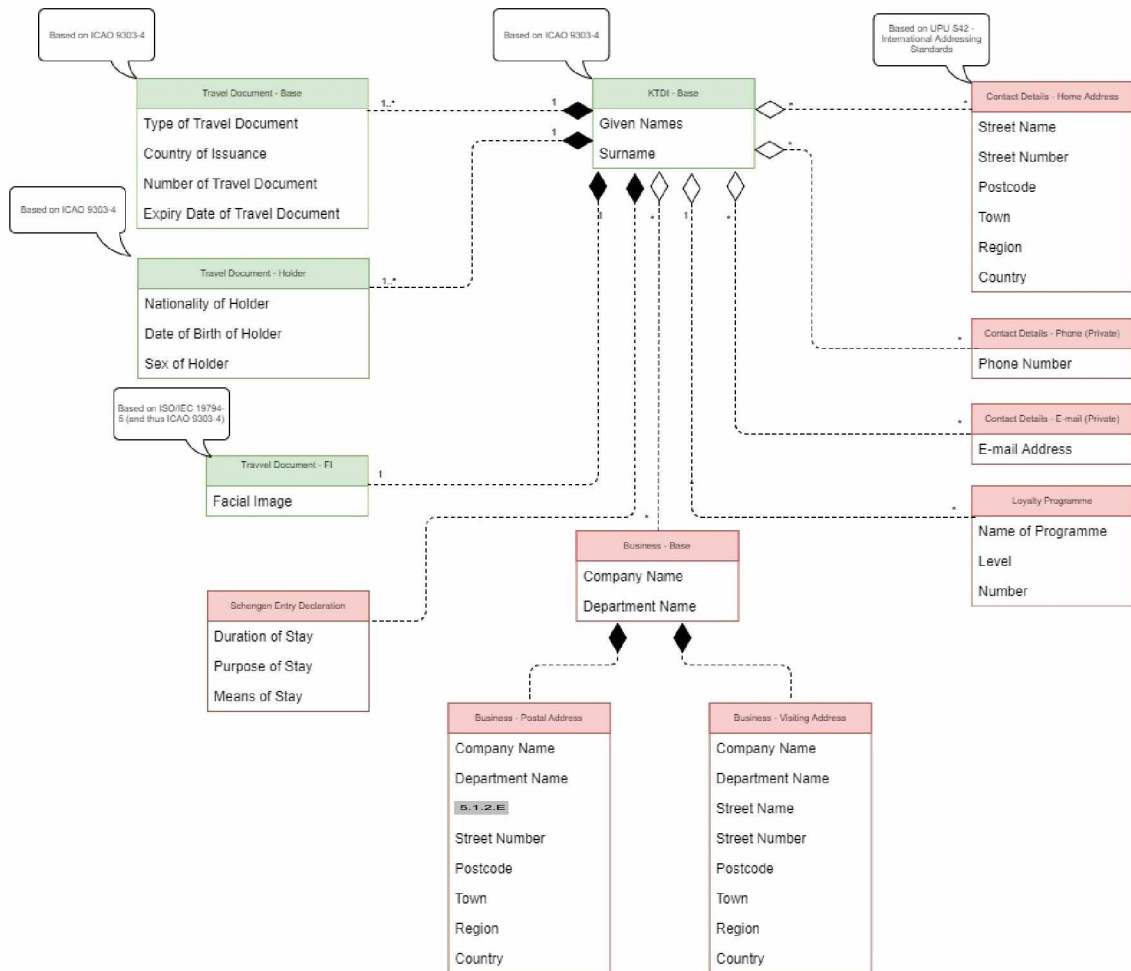 Based on ICAO 9303-4
Travel Document - Base
Type of Travel Document
Country of Issuance
Number of Travel Document
Expiry Date of Travel Document
1..*
1
Based on ICAO 9303-4
KTDI - Base
Given Names
Surname
1
*
*
*
*
Based on UPU S42 -
International Addressing
Standards
Contact Details - Home Address
Street Name
Street Number
Postcode
Town
Region
Country
Based on ICAO 9303-4
Travel Document - Holder
Nationality of Holder
Date of Birth of Holder
Sex of Holder
1..*
1
*
1
*
Contact Details - Phone (Private)
Phone Number
Based on ISO/IEC 19794-
5 (and thus ICAO 9303-4)
Travvel Document - FI
Facial Image
1
*
Contact Details - E-mail (Private)
E-mail Address
*
Loyalty Programme
Name of Programme
Level
Number
*
Business - Base
Company Name
Department Name
Schengen Entry Declaration
Duration of Stay
Purpose of Stay
Means of Stay
Business - Postal Address
Company Name
Department Name
5.1.2.E
Street Number
Postcode
Town
Region
Country
Business - Visiting Address
Company Name
Department Name
Street Name
Street Number
Postcode
Town
Region
Country